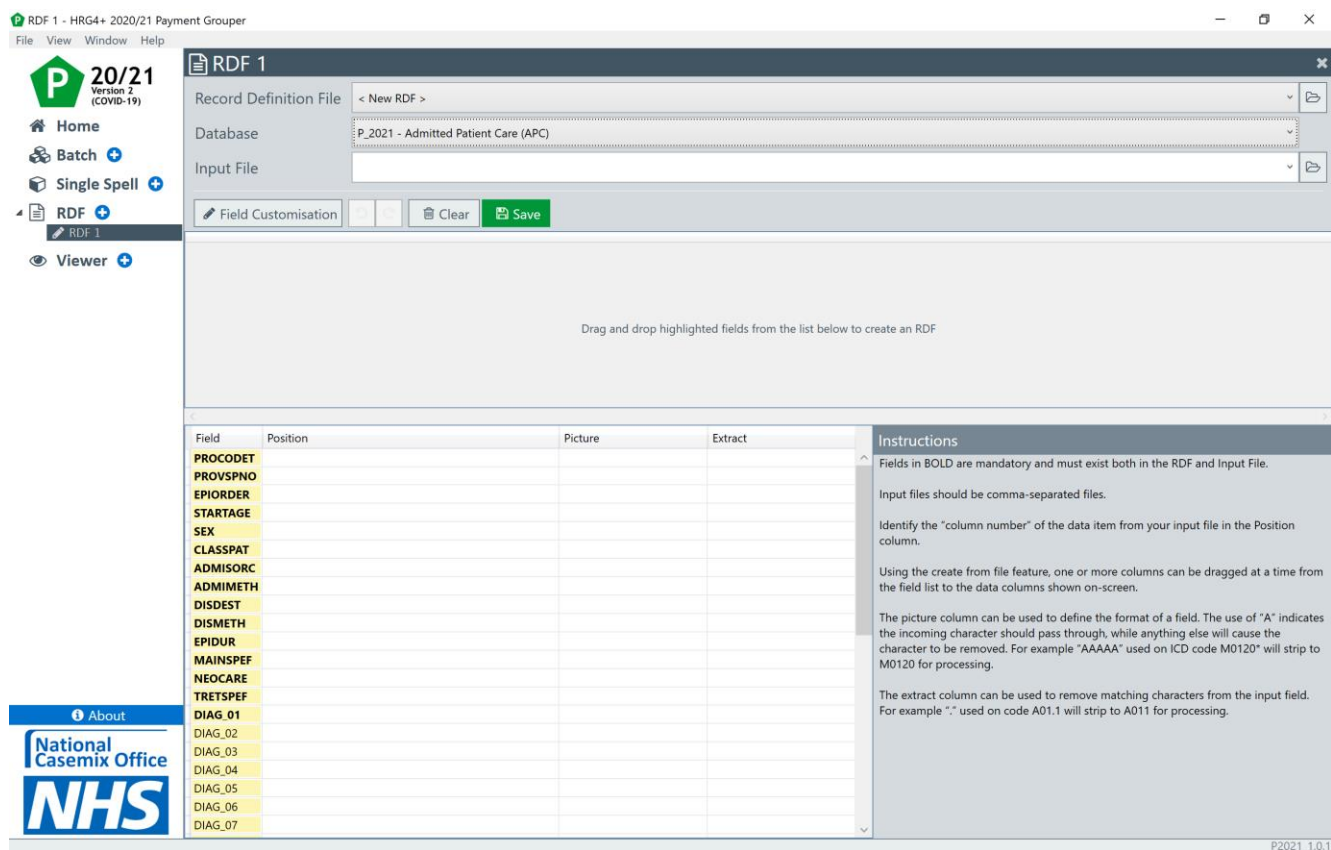 RDF 1 - HRG4+ 2020/21 Payment Grouper
File View Window Help
P 20/21
Version 2
(COVID-19)
Home
Batch
Single Spell
RDF
RDF 1
Viewer
About
National
Casemix Office
NHS
RDF 1
Record Definition File < New RDF >
Database P_2021 - Admitted Patient Care (APC)
Input File
Field Customisation Clear Save
Drag and drop highlighted fields from the list below to create an RDF
Field Position Picture Extract
PROCODET
PROVSPNO
EPIORDER
STARTAGE
SEX
CLASSPAT
ADMISORC
ADMIMETH
DISDEST
DISMETH
EPIDUR
MAINSPEF
NEOCARE
TRETSPEF
DIAG_01
DIAG_02
DIAG_03
DIAG_04
DIAG_05
DIAG_06
DIAG_07
Instructions
Fields in BOLD are mandatory and must exist both in the RDF and Input File.
Input files should be comma-separated files.
Identify the "column number" of the data item from your input file in the Position
column.
Using the create from file feature, one or more columns can be dragged at a time from
the field list to the data columns shown on-screen.
The picture column can be used to define the format of a field. The use of "A" indicates
the incoming character should pass through, while anything else will cause the
character to be removed. For example "AAAAA" used on ICD code M0120* will strip to
M0120 for processing.
The extract column can be used to remove matching characters from the input field.
For example "." used on code A01.1 will strip to A011 for processing.
P2021 1.0.1